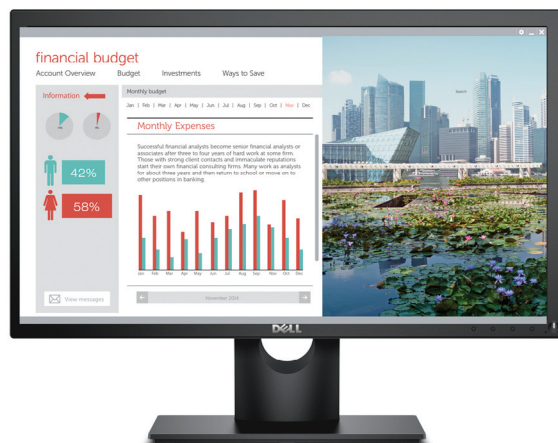 financial budget
Account Overview Budget Investments Ways to Save
Information
Monthly budget
Jan | Feb | Mar | Apr | May | Jun | Jul | Aug | Sep | Oct | Nov | Dec
Monthly Expenses
Successful financial analysts become senior financial analysts or
associates after three to four years of hard work at some firm.
Those with strong client contacts and immaculate reputations
start their own financial consulting firms. Many work as analysts
for about three years and then return to school or move on to
other positions in banking.
42%
58%
Jan Feb Mar Apr May Jun Jul Aug Sep Nov Oct Dec
View messages
November 2014
DELL